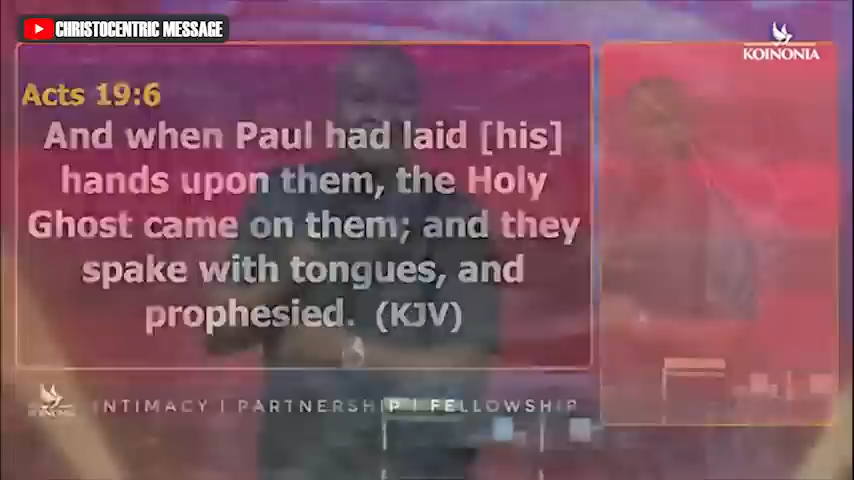 CHRISTOCENTRIC MESSAGE
KOINONIA
Acts 19:6
And when Paul had laid [his]
hands upon them, the Holy
Ghost came on them; and they
spake with tongues, and
prophesied. (KJV)
INTIMACY | PARTNERSHIP | FELLOWSHIP